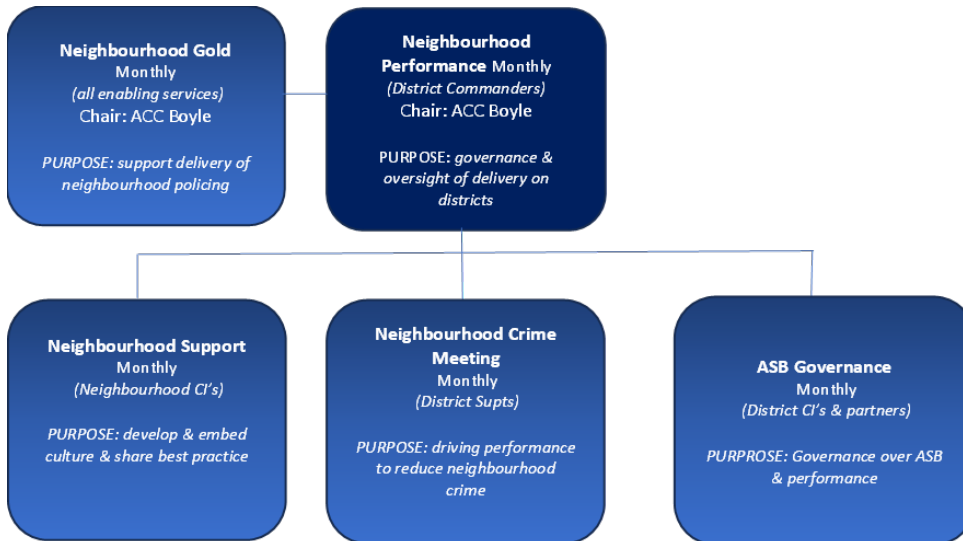 Neighbourhood Gold
Monthly
(all enabling services)
Chair: ACC Boyle
PURPOSE: support delivery of
neighbourhood policing
Neighbourhood
Performance Monthly
(District Commanders)
Chair: ACC Boyle
PURPOSE: governance &
oversight of delivery on
districts
Neighbourhood Support
Monthly
(Neighbourhood CI's)
PURPOSE: develop & embed
culture & share best practice
Neighbourhood Crime
Meeting
Monthly
(District Supts)
PURPOSE: driving performance
to reduce neighbourhood
crime
ASB Governance
Monthly
(District CI's & partners)
PURPROSE: Governance over ASB
& performance